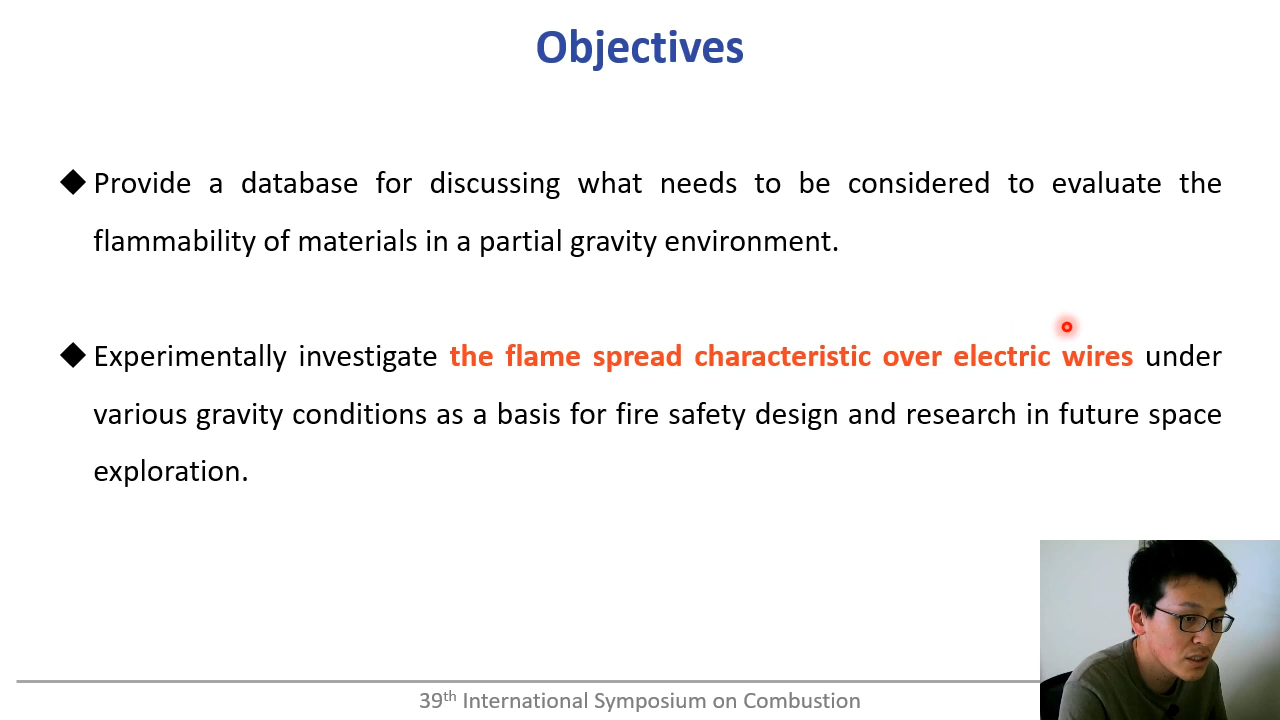 Objectives
◆ Provide a database for discussing what needs to be considered to evaluate the
flammability of materials in a partial gravity environment.
◆ Experimentally investigate the flame spread characteristic over electric wires under
various gravity conditions as a basis for fire safety design and research in future space
exploration.
39th International Symposium on Combustion